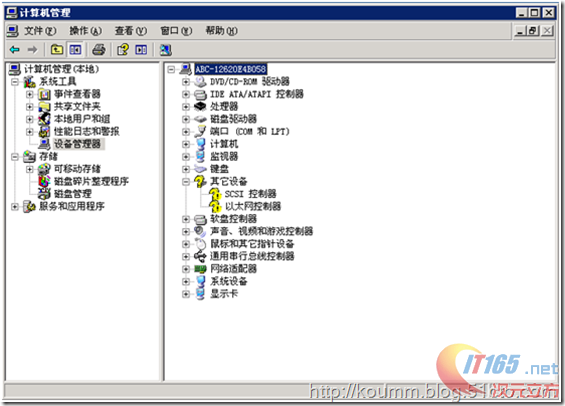 计算机管理
文件(F) 操作(A) 查看(V) 窗口(W) 帮助(H)
计算机管理(本地)
系统工具
事件查看器
共享文件夹
本地用户和组
性能日志和警报
设备管理器
存储
可移动存储
磁盘碎片整理程序
磁盘管理
服务和应用程序
ABC-12620E4B058
DVD/CD-ROM 驱动器
IDE ATA/ATAPI 控制器
处理器
磁盘驱动器
端口 (COM 和 LPT)
计算机
监视器
键盘
其它设备
SCSI 控制器
以太网控制器
软盘控制器
声音、视频和游戏控制器
鼠标和其它指针设备
通用串行总线控制器
网络适配器
系统设备
显示卡
IT165.net
http://koumm.blog.51cto.com